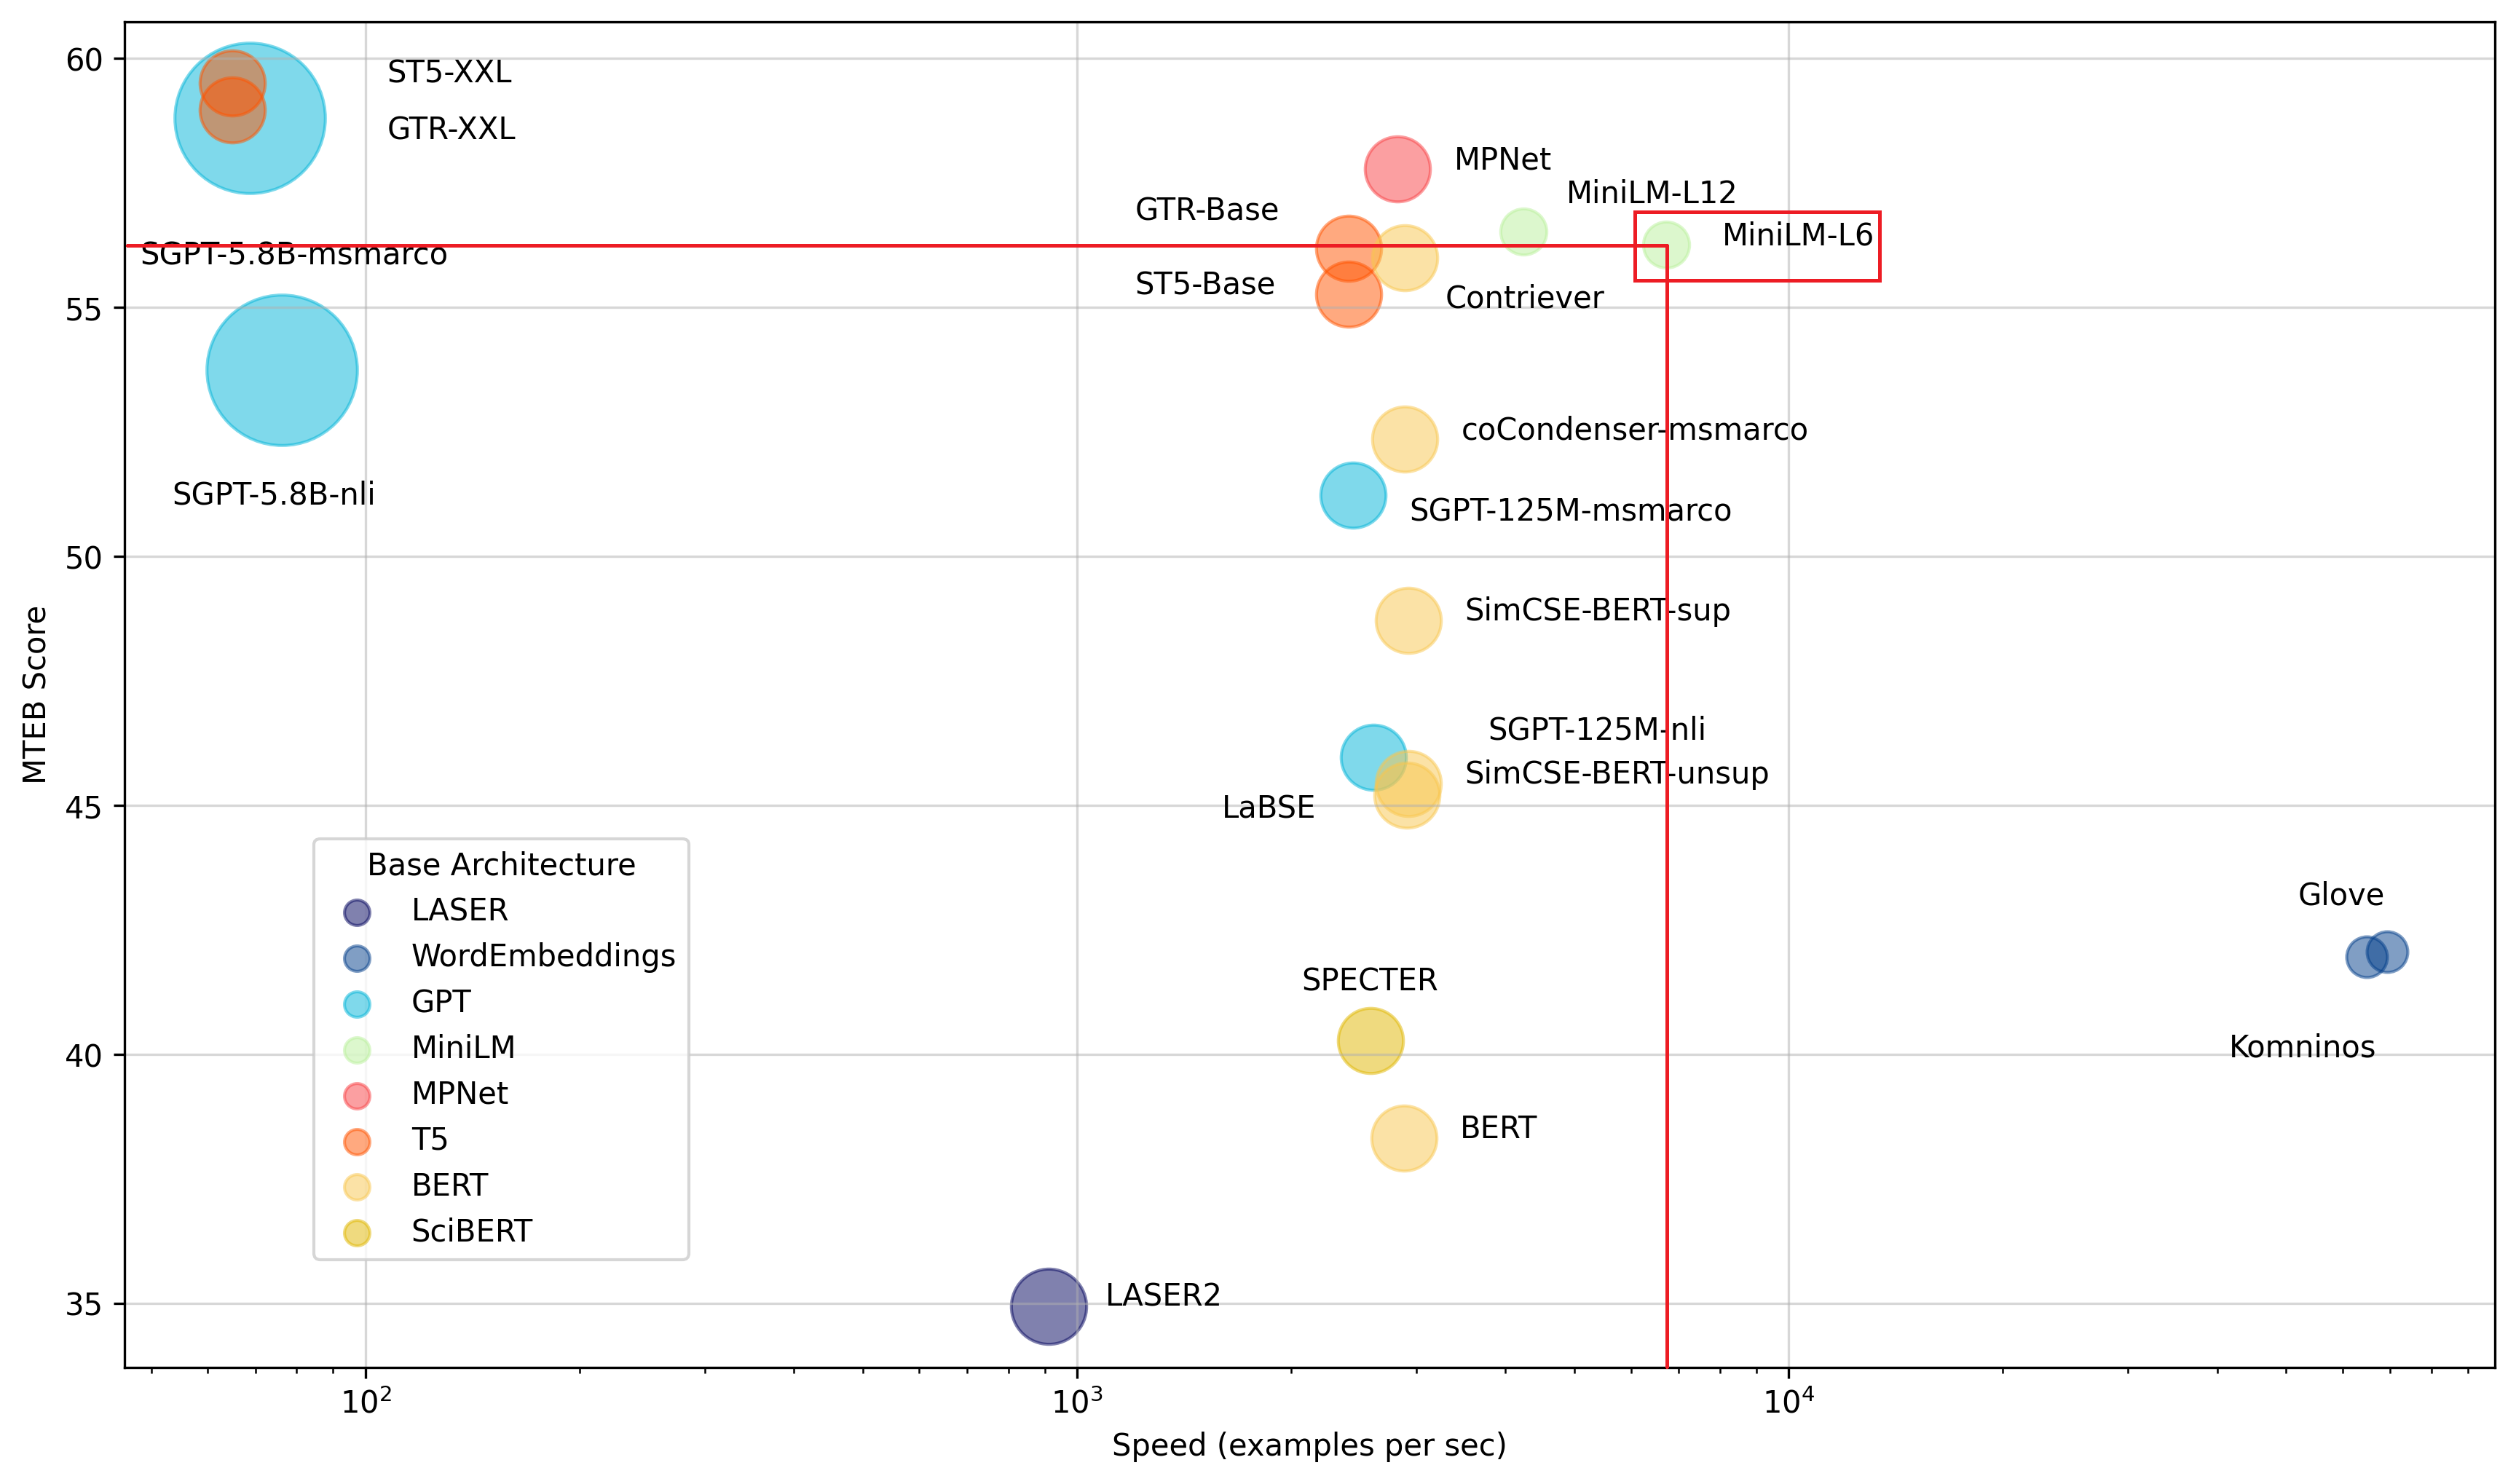 60
55
50
45
40
35
MTEB Score
ST5-XXL
GTR-XXL
MPNet
MiniLM-L12
GTR-Base
MiniLM-L6
SGPT-5.8B-msmarco
ST5-Base
Contriever
coCondenser-msmarco
SGPT-5.8B-nli
SGPT-125M-msmarco
SimCSE-BERT-sup
SGPT-125M-nli
SimCSE-BERT-unsup
LaBSE
Glove
SPECTER
Komninos
BERT
LASER2
Base Architecture
LASER
WordEmbeddings
GPT
MiniLM
MPNet
T5
BERT
SciBERT
10²
10³
10⁴
Speed (examples per sec)